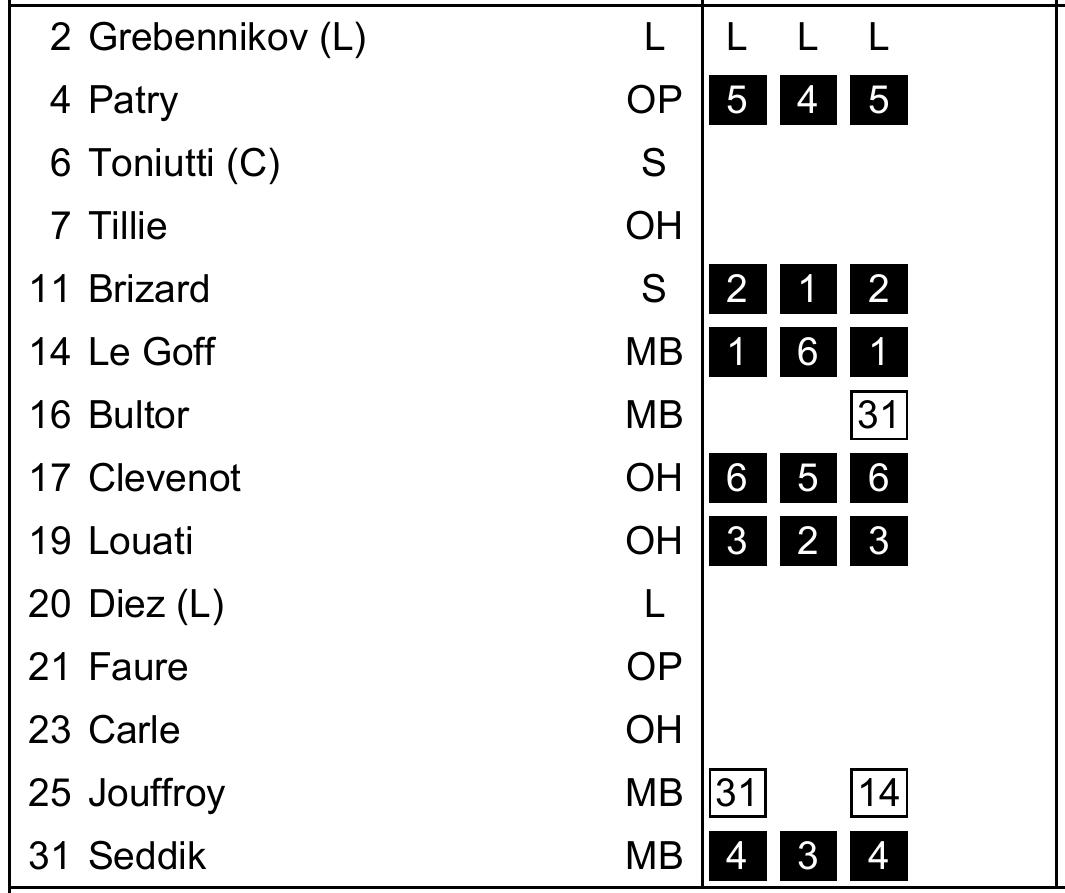 2 Grebennikov (L) L L L L
4 Patry OP 5 4 5
6 Toniutti (C) S
7 Tillie OH
11 Brizard S 2 1 2
14 Le Goff MB 1 6 1
16 Bultor MB 31
17 Clevenot OH 6 5 6
19 Louati OH 3 2 3
20 Diez (L) L
21 Faure OP
23 Carle OH
25 Jouffroy MB 31 14
31 Seddik MB 4 3 4